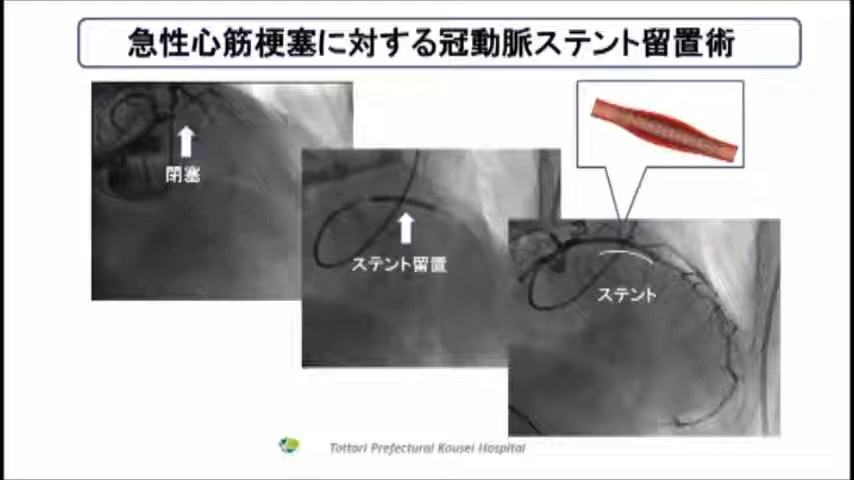 急性心筋梗塞に対する冠動脈ステント留置術
閉塞
ステント留置
ステント
Tottori Prefectural Kousei Hospital